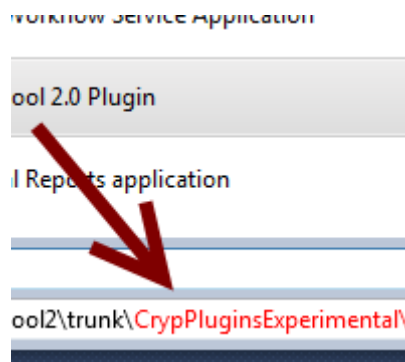 Workflow Service Application
ool 2.0 Plugin
l Reports application
ool2\trunk\CrypPluginsExperimental\